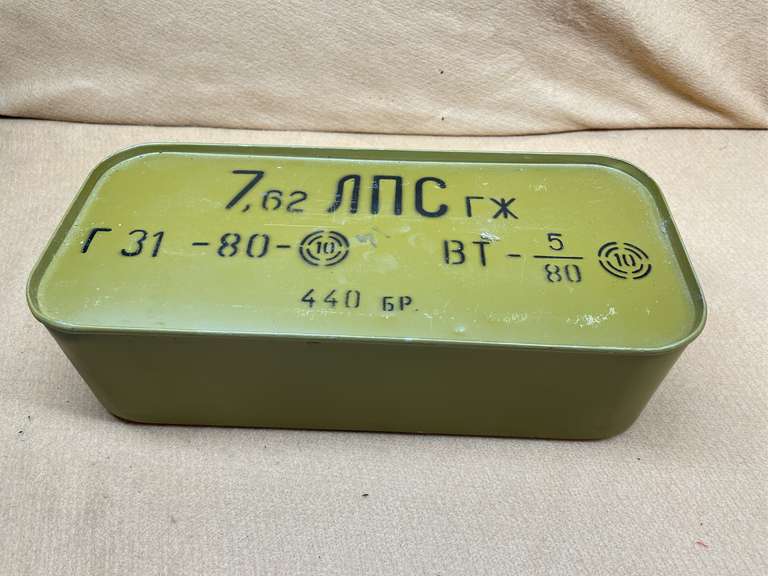 7,62 ЛПС ГЖ
Г 31 -80- 10 ВТ - 5/80 10
440 БР.